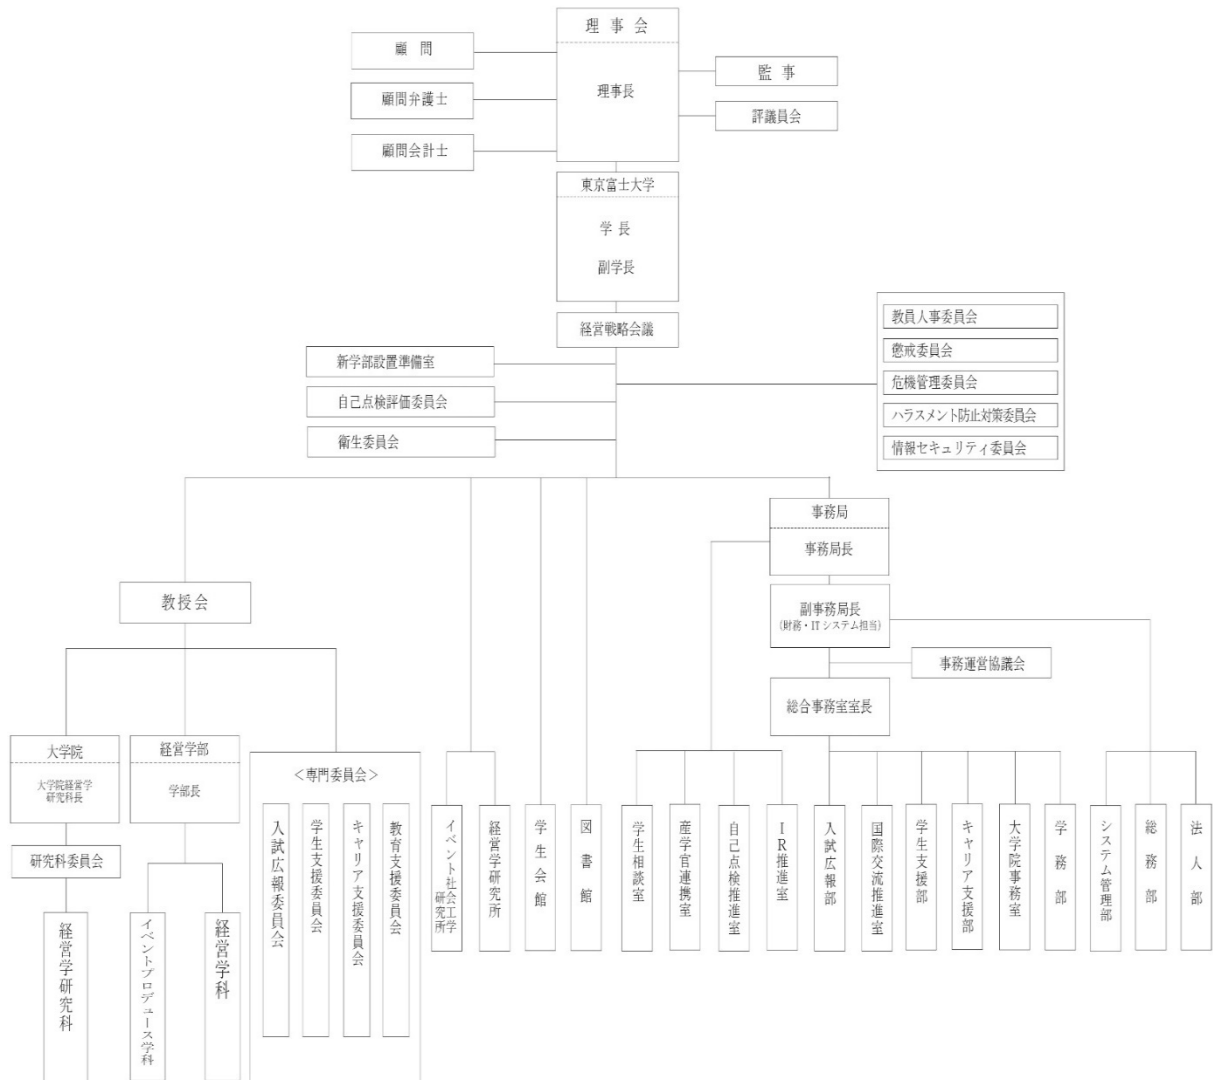 理事会
理事長
顧問
顧問弁護士
顧問会計士
監事
評議員会
東京富士大学
学長
副学長
経営戦略会議
新学部設置準備室
自己点検評価委員会
衛生委員会
教員人事委員会
懲戒委員会
危機管理委員会
ハラスメント防止対策委員会
情報セキュリティ委員会
事務局
事務局長
副事務局長
(財務・ITシステム担当)
事務運営協議会
総合事務室室長
教授会
大学院
大学院経営学
研究科長
研究科委員会
経営学研究科
経営学部
学部長
イベントプロデュース学科
経営学科
＜専門委員会＞
入試広報委員会
学生支援委員会
キャリア支援委員会
教育支援委員会
イベント社会工学
研究所
経営学研究所
学生会館
図書館
学生相談室
産学官連携室
自己点検推進室
IR推進室
入試広報部
国際交流推進室
学生支援部
キャリア支援部
大学院事務室
学務部
システム管理部
総務部
法人部